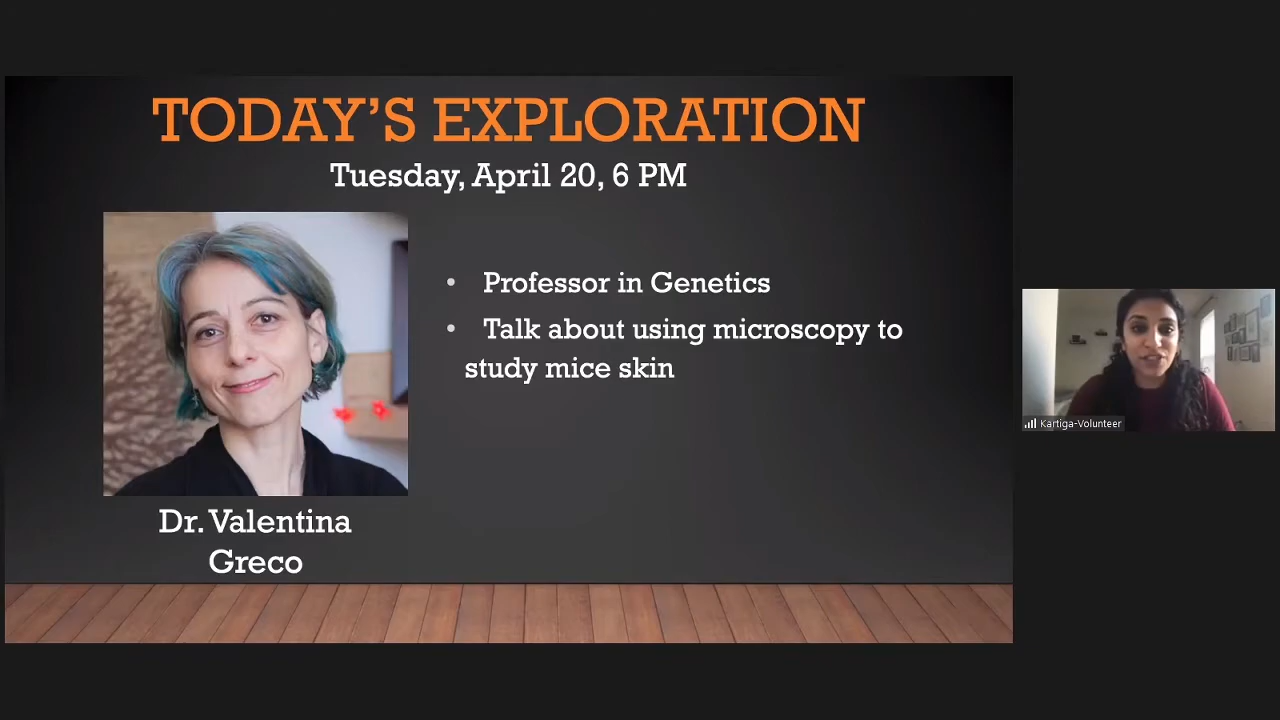 TODAY’S EXPLORATION
Tuesday, April 20, 6 PM
• Professor in Genetics
• Talk about using microscopy to
study mice skin
Dr. Valentina
Greco
Kartiga-Volunteer